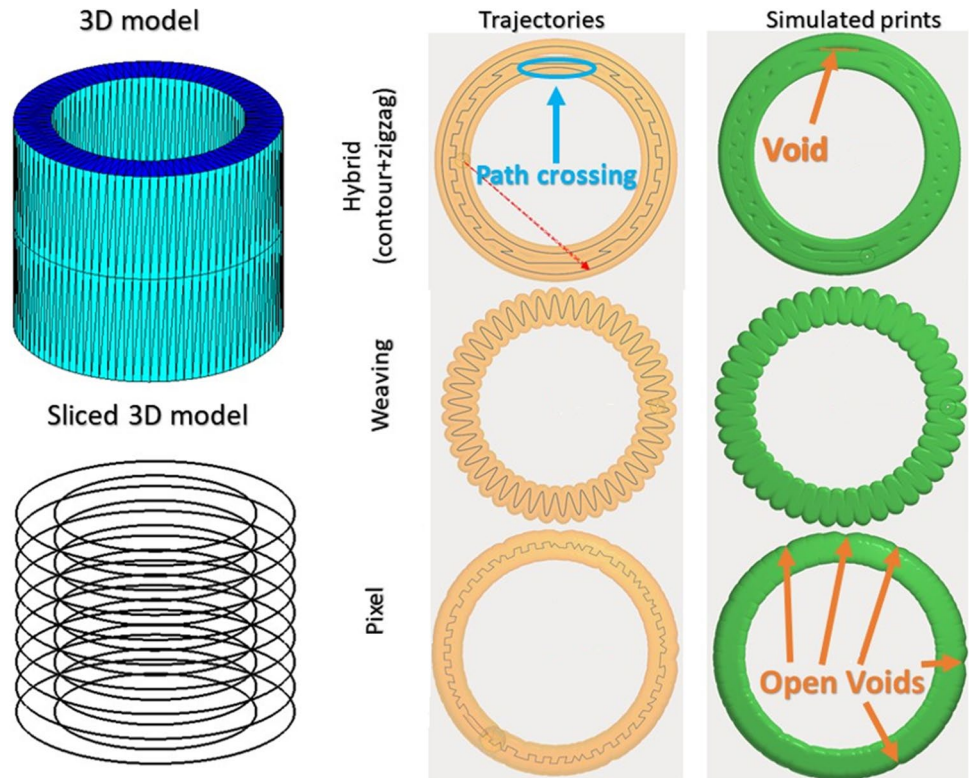 3D model
Trajectories
Simulated prints
Hybrid
(contour+zigzag)
Path crossing
Void
Weaving
Sliced 3D model
Pixel
Open Voids